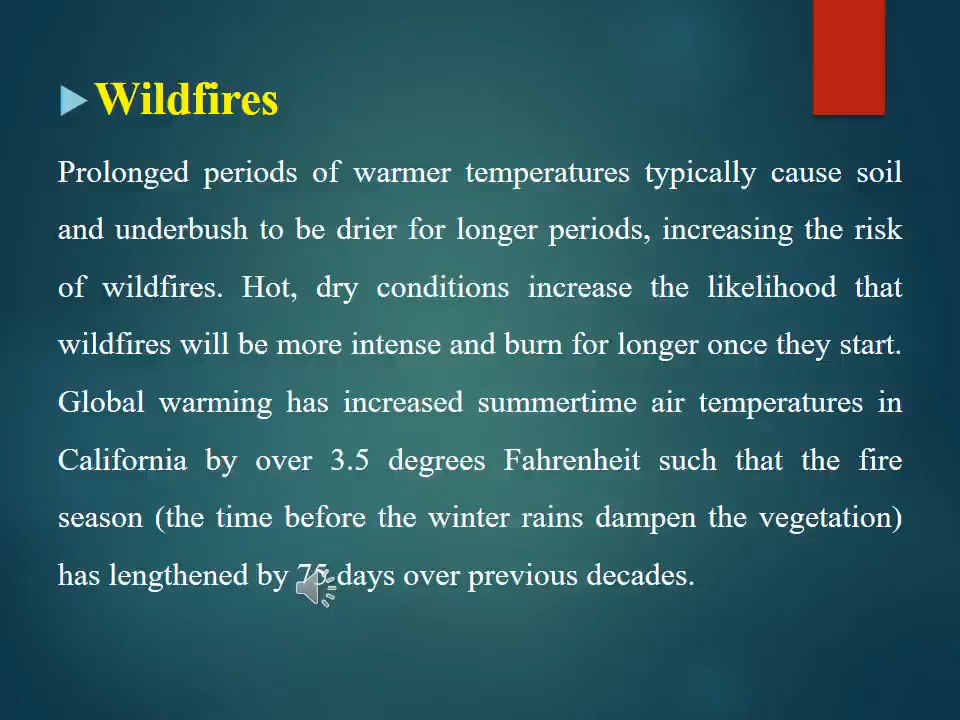 Wildfires
Prolonged periods of warmer temperatures typically cause soil
and underbush to be drier for longer periods, increasing the risk
of wildfires. Hot, dry conditions increase the likelihood that
wildfires will be more intense and burn for longer once they start.
Global warming has increased summertime air temperatures in
California by over 3.5 degrees Fahrenheit such that the fire
season (the time before the winter rains dampen the vegetation)
has lengthened by 75 days over previous decades.